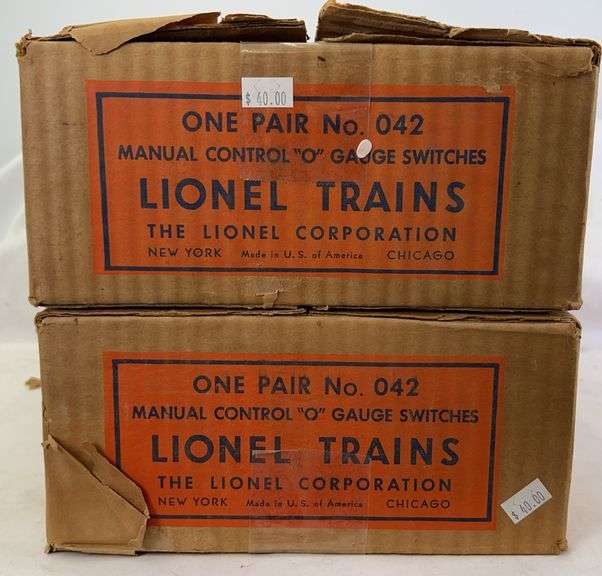 $ 40.00
ONE PAIR No. 042
MANUAL CONTROL "O" GAUGE SWITCHES
LIONEL TRAINS
THE LIONEL CORPORATION
NEW YORK Made in U. S. of America CHICAGO
ONE PAIR No. 042
MANUAL CONTROL "O" GAUGE SWITCHES
LIONEL TRAINS
THE LIONEL CORPORATION
NEW YORK Made in U. S. of America CHICAGO
$ 40.00